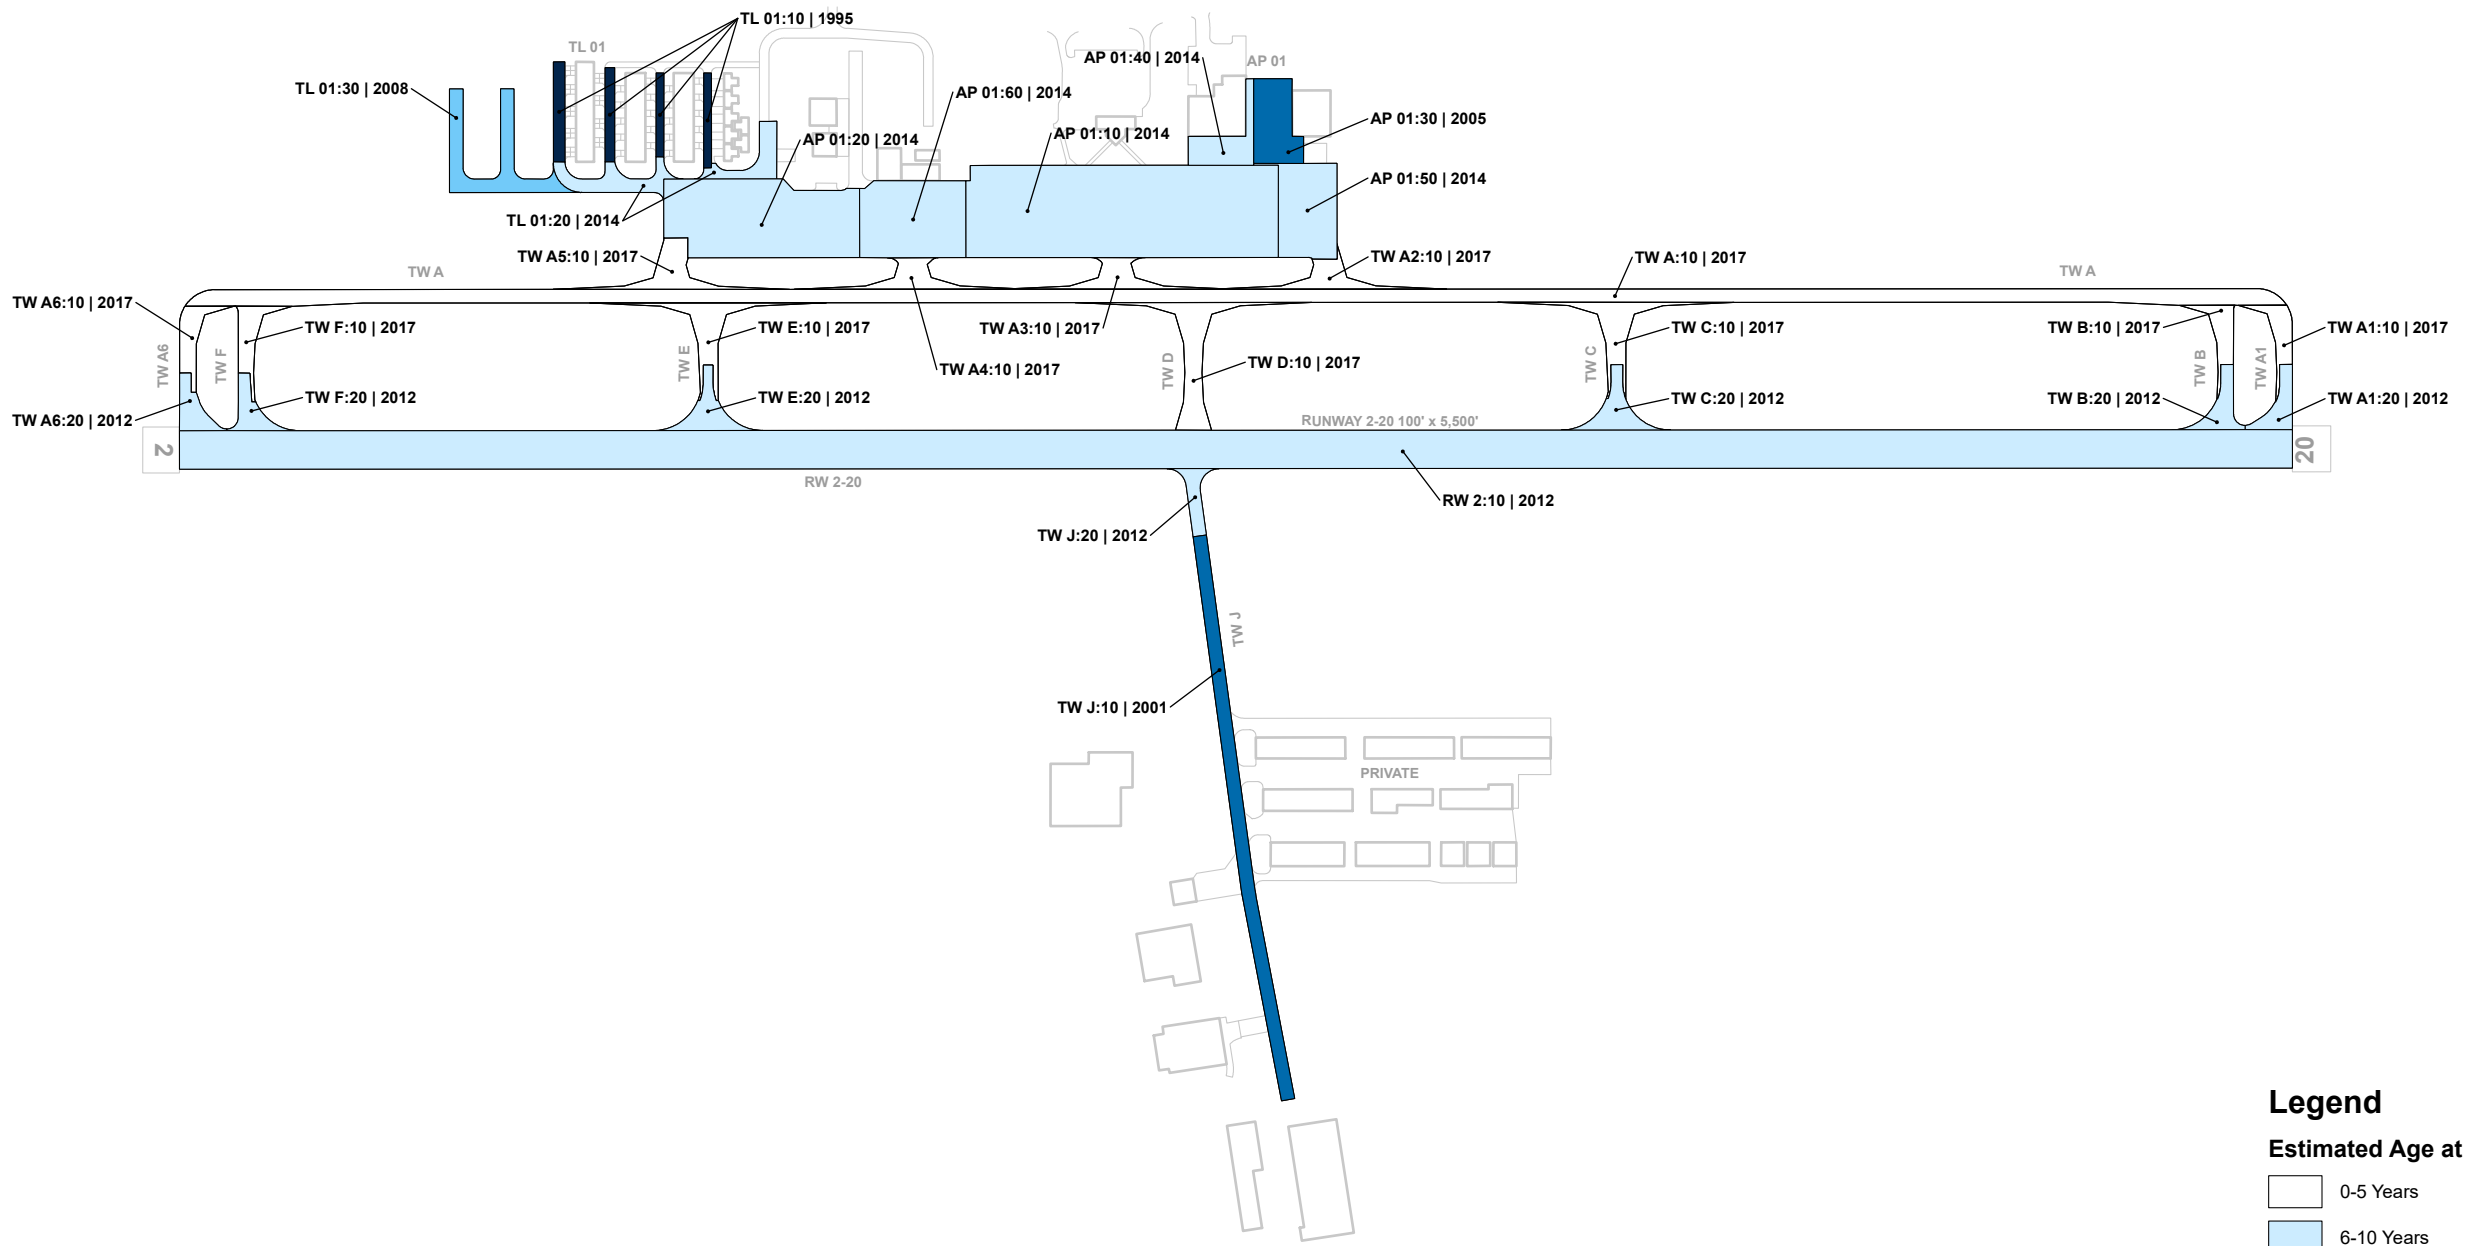 TL 01:10 | 1995
TL 01
AP 01:40 | 2014
AP 01
TL 01:30 | 2008
AP 01:60 | 2014
AP 01:30 | 2005
AP 01:20 | 2014
AP 01:10 | 2014
AP 01:50 | 2014
TL 01:20 | 2014
TW A5:10 | 2017
TW A2:10 | 2017
TW A:10 | 2017
TW A
TW A
TW A6:10 | 2017
TW F:10 | 2017
TW E:10 | 2017
TW A3:10 | 2017
TW C:10 | 2017
TW B:10 | 2017
TW A1:10 | 2017
TW A6
TW F
TW E
TW D
TW C
TW B
TW A1
TW A4:10 | 2017
TW D:10 | 2017
TW F:20 | 2012
TW E:20 | 2012
TW C:20 | 2012
TW B:20 | 2012
TW A1:20 | 2012
TW A6:20 | 2012
RUNWAY 2-20 100' x 5,500'
2
20
RW 2-20
RW 2:10 | 2012
TW J:20 | 2012
TW J
TW J:10 | 2001
PRIVATE
Legend
Estimated Age at
0-5 Years
6-10 Years